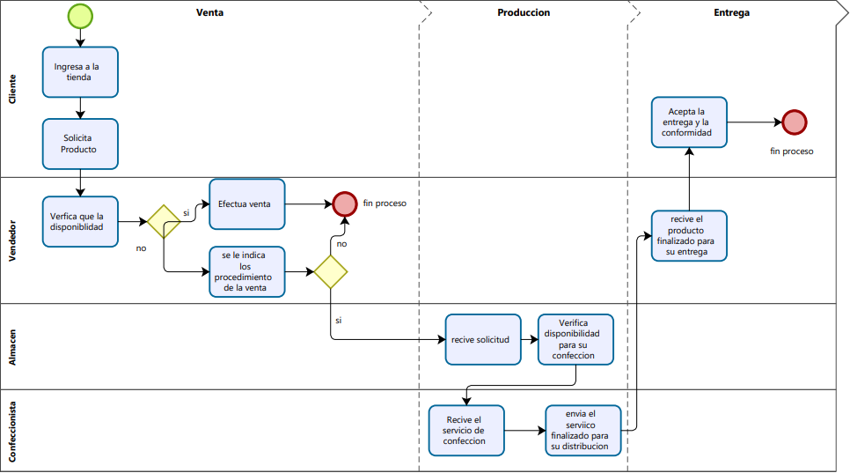 Venta
Produccion
Entrega
Cliente
Ingresa a la
tienda
Solicita
Producto
Acepta la
entrega y la
conformidad
fin proceso
Vendedor
Verfica que la
disponiblidad
si
no
Efectua venta
fin proceso
se le indica
los
procedimiento
de la venta
no
si
recive el
producto
finalizado para
su entrega
Almacen
recive solicitud
Verifica
disponibilidad
para su
confeccion
Confeccionista
Recive el
servicio de
confeccion
envia el
serviico
finalizado para
su distribucion